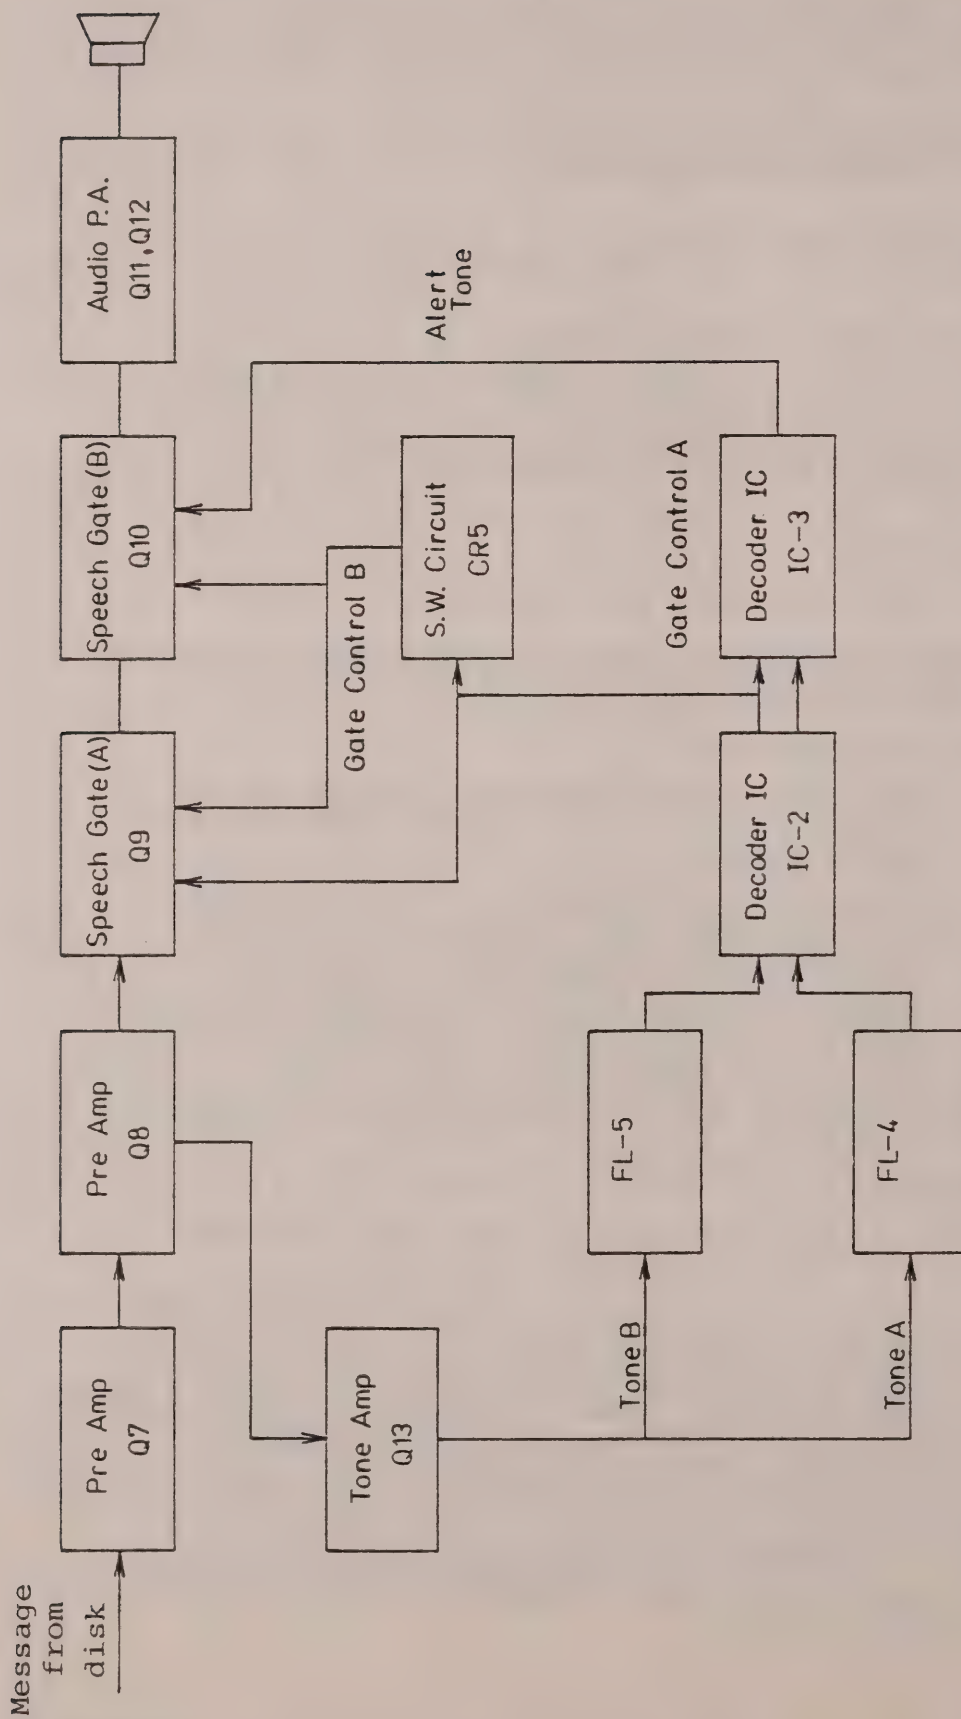 Message
from
disk
Pre Amp
Q7
Pre Amp
Q8
Speech Gate (A)
Q9
Speech Gate (B)
Q10
Audio P.A.
Q11,Q12
Tone Amp
Q13
Gate Control B
S.W. Circuit
CR5
Alert
Tone
Tone B
FL-5
Gate Control A
Decoder IC
IC-2
Decoder IC
IC-3
Tone A
FL-4